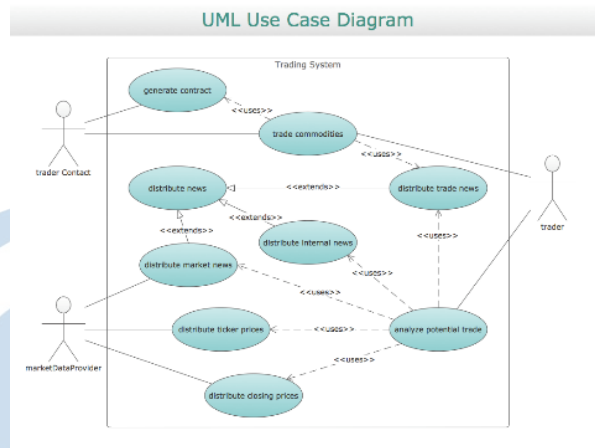 UML Use Case Diagram
Trading System
generate contract
<<uses>>
trade commodities
<<uses>>
trader Contact
distribute news
<<extends>>
distribute trade news
trader
<<extends>>
<<extends>>
distribute internal news
<<uses>>
distribute market news
<<uses>>
<<uses>>
distribute ticker prices
<<uses>>
analyze potential trade
<<uses>>
marketDataProvider
distribute closing prices